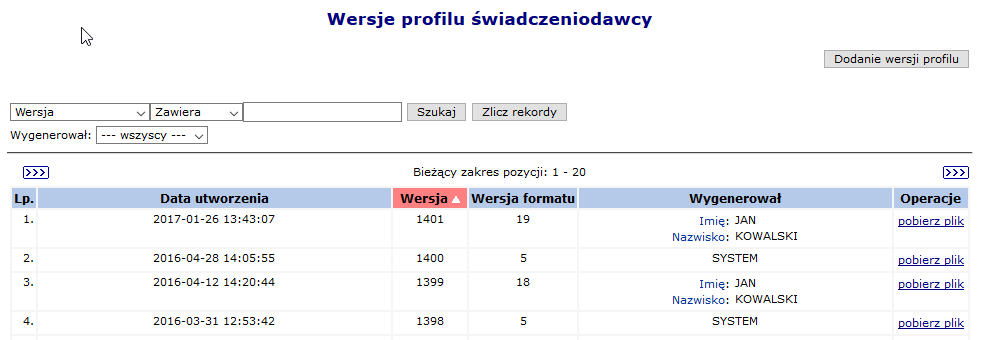 Wersje profilu świadczeniodawcy
Dodanie wersji profilu
Wersja Zawiera Szukaj Zlicz rekordy
Wygenerował: --- wszyscy ---
>>> Bieżący zakres pozycji: 1 - 20 >>>
Lp. Data utworzenia Wersja Wersja formatu Wygenerował Operacje
1. 2017-01-26 13:43:07 1401 19 Imię: JAN pobierz plik
Nazwisko: KOWALSKI
2. 2016-04-28 14:05:55 1400 5 SYSTEM pobierz plik
3. 2016-04-12 14:20:44 1399 18 Imię: JAN pobierz plik
Nazwisko: KOWALSKI
4. 2016-03-31 12:53:42 1398 5 SYSTEM pobierz plik